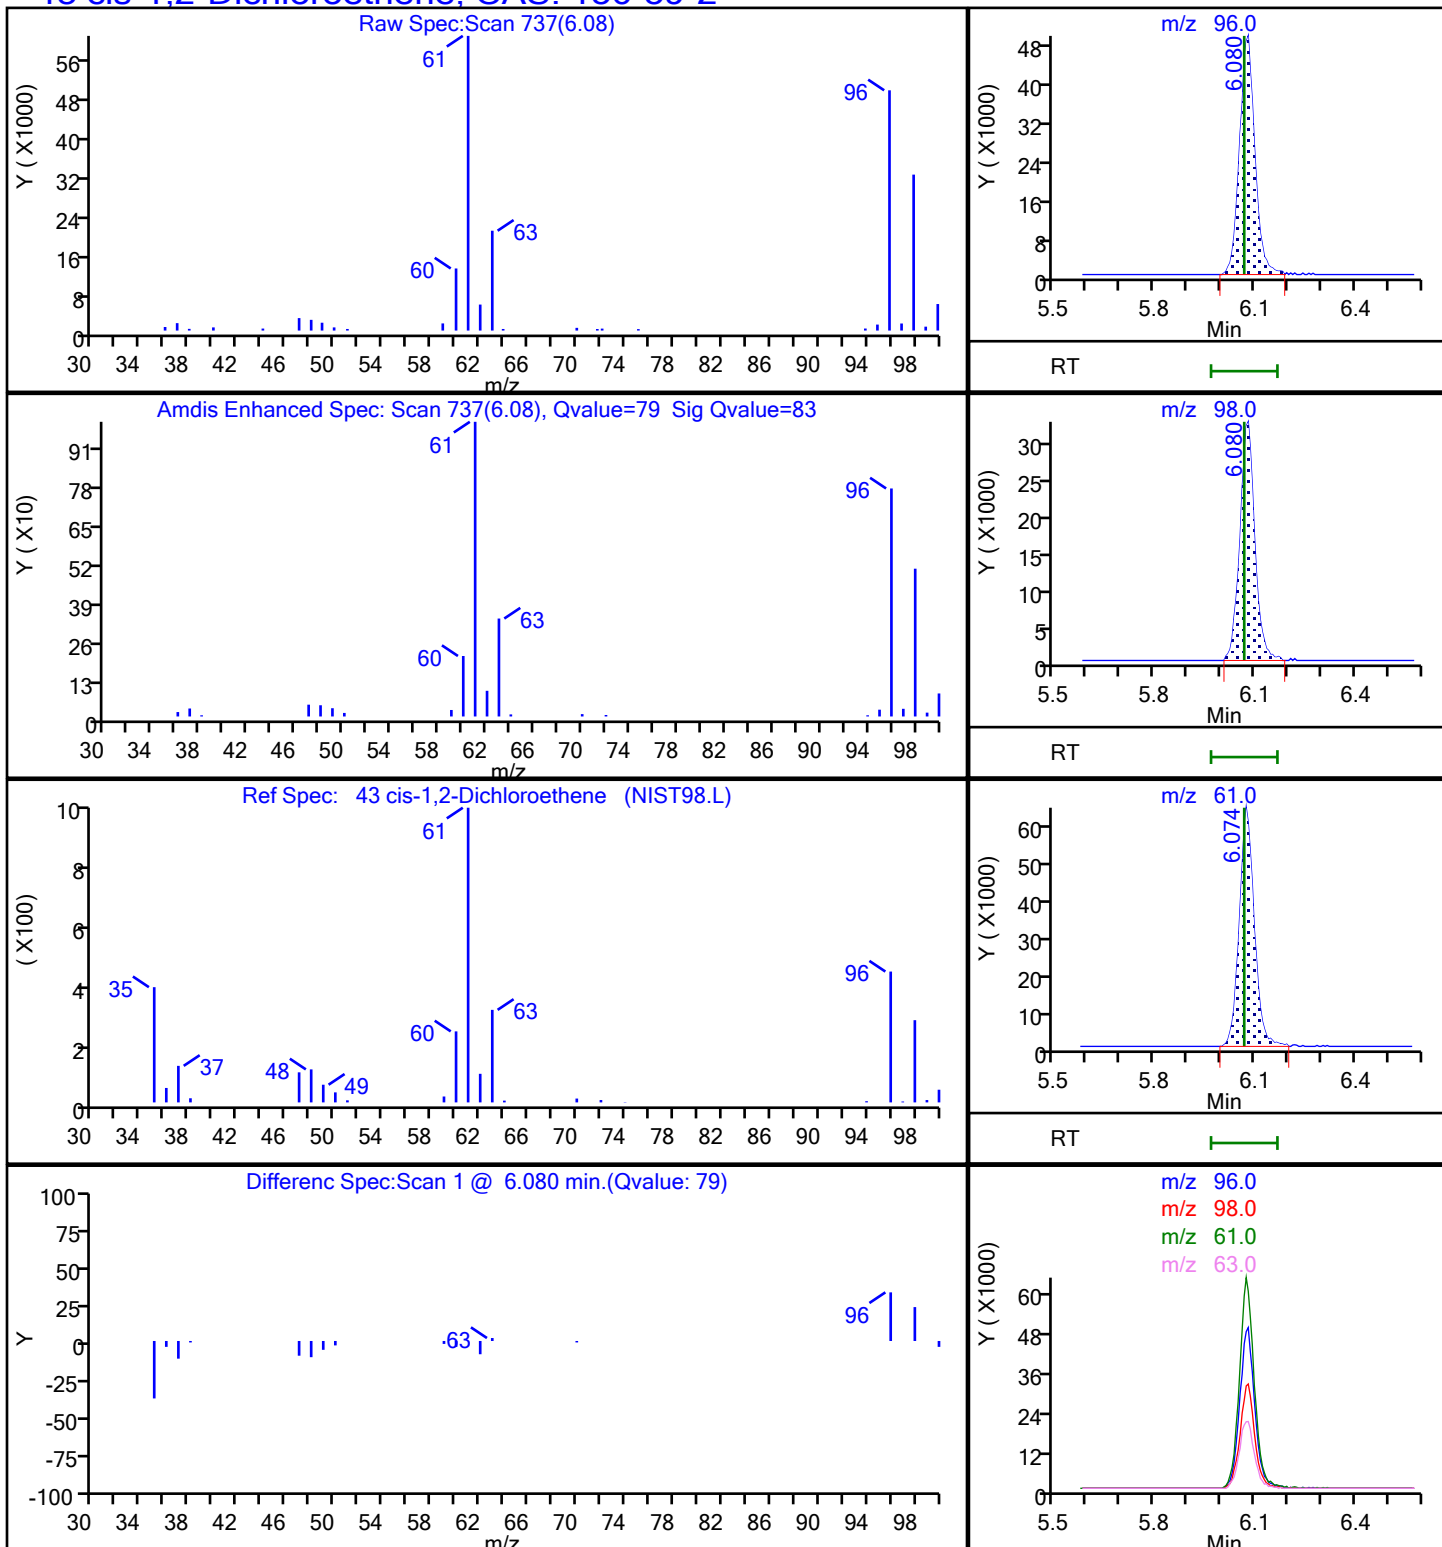 43 cis-1,2-Dichloroethene, CAS: 156-59-2
Raw Spec:Scan 737(6.08)
Y ( X1000)
56
48
40
32
24
16
8
0
61
96
63
60
30 34 38 42 46 50 54 58 62 66 70 74 78 82 86 90 94 98
m/z
m/z 96.0
Y ( X1000)
48
40
32
24
16
8
0
6.080
5.5 5.8 6.1 6.4
Min
RT
Amdis Enhanced Spec: Scan 737(6.08), Qvalue=79 Sig Qvalue=83
Y ( X10)
91
78
65
52
39
26
13
0
61
96
63
60
30 34 38 42 46 50 54 58 62 66 70 74 78 82 86 90 94 98
m/z
m/z 98.0
Y ( X1000)
30
25
20
15
10
5
0
6.080
5.5 5.8 6.1 6.4
Min
RT
Ref Spec: 43 cis-1,2-Dichloroethene (NIST98.L)
( X100)
10
8
6
4
2
0
61
35
96
63
60
37
48
49
30 34 38 42 46 50 54 58 62 66 70 74 78 82 86 90 94 98
m/z
m/z 61.0
Y ( X1000)
60
50
40
30
20
10
0
6.074
5.5 5.8 6.1 6.4
Min
RT
Differenc Spec:Scan 1 @ 6.080 min.(Qvalue: 79)
Y
100
75
50
25
0
-25
-50
-75
-100
96
63
30 34 38 42 46 50 54 58 62 66 70 74 78 82 86 90 94 98
m/z
m/z 96.0
m/z 98.0
m/z 61.0
m/z 63.0
Y ( X1000)
60
48
36
24
12
0
5.5 5.8 6.1 6.4
Min